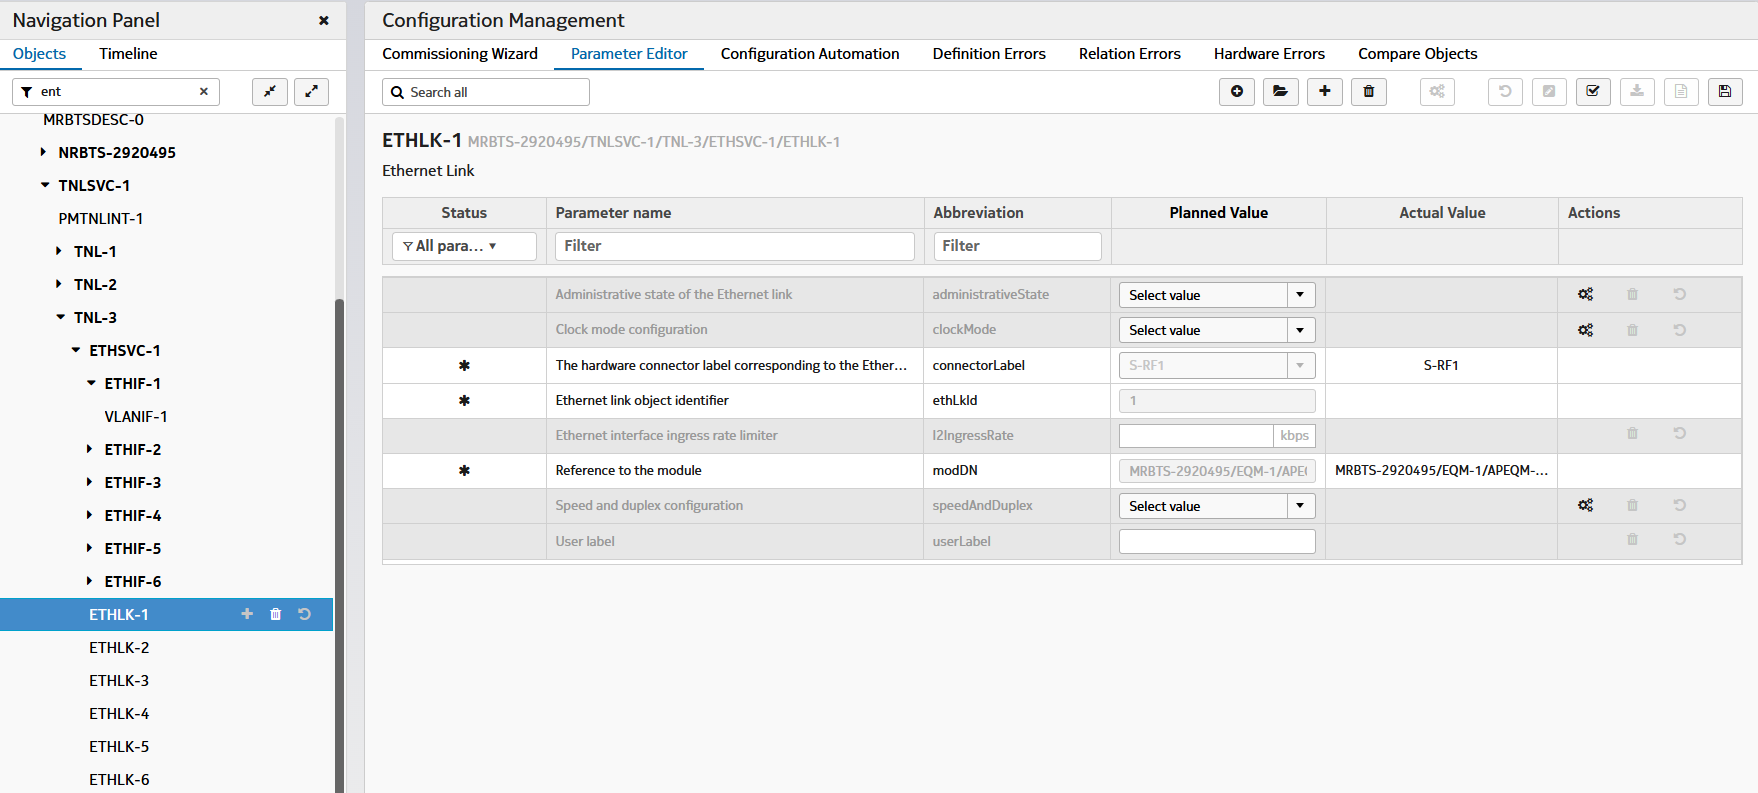 Navigation Panel
Objects Timeline
ent
MRBTSDESC-0
NRBTS-2920495
TNLSVC-1
PMTNLINT-1
TNL-1
TNL-2
TNL-3
ETHSVC-1
ETHIF-1
VLANIF-1
ETHIF-2
ETHIF-3
ETHIF-4
ETHIF-5
ETHIF-6
ETHLK-1
ETHLK-2
ETHLK-3
ETHLK-4
ETHLK-5
ETHLK-6
Configuration Management
Commissioning Wizard Parameter Editor Configuration Automation Definition Errors Relation Errors Hardware Errors Compare Objects
Search all
ETHLK-1 MRBTS-2920495/TNLSVC-1/TNL-3/ETHSVC-1/ETHLK-1
Ethernet Link
Status Parameter name Abbreviation Planned Value Actual Value Actions
All para... Filter Filter
Administrative state of the Ethernet link administrativeState Select value
Clock mode configuration clockMode Select value
The hardware connector label corresponding to the Ether... connectorLabel S-RF1 S-RF1
Ethernet link object identifier ethLkId 1
Ethernet interface ingress rate limiter l2IngressRate kbps
Reference to the module modDN MRBTS-2920495/EQM-1/APE MRBTS-2920495/EQM-1/APEQM-...
Speed and duplex configuration speedAndDuplex Select value
User label userLabel